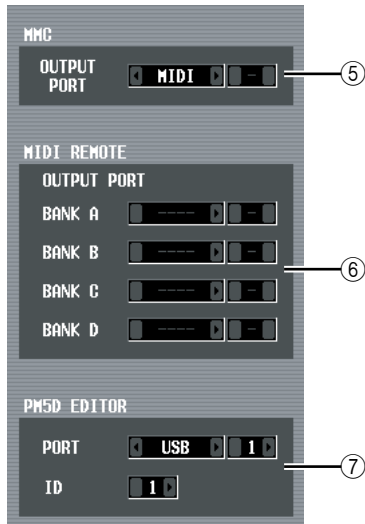 MMC
OUTPUT PORT MIDI - ⑤
MIDI REMOTE
OUTPUT PORT
BANK A ---- -
BANK B ---- -
⑥
BANK C ---- -
BANK D ---- -
PM5D EDITOR
PORT USB 1
⑦
ID 1